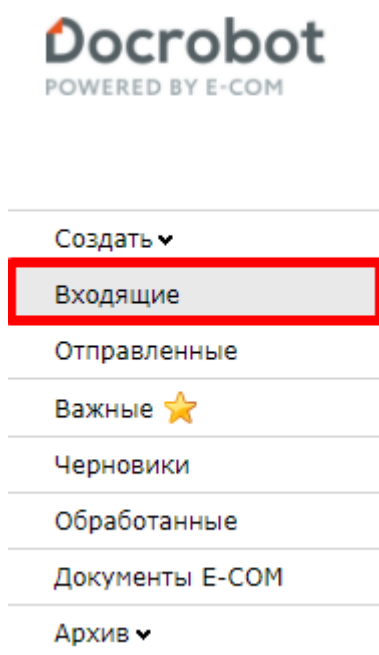 Docrobot
POWERED BY E-COM
Создать
Входящие
Отправленные
Важные
Черновики
Обработанные
Документы E-COM
Архив